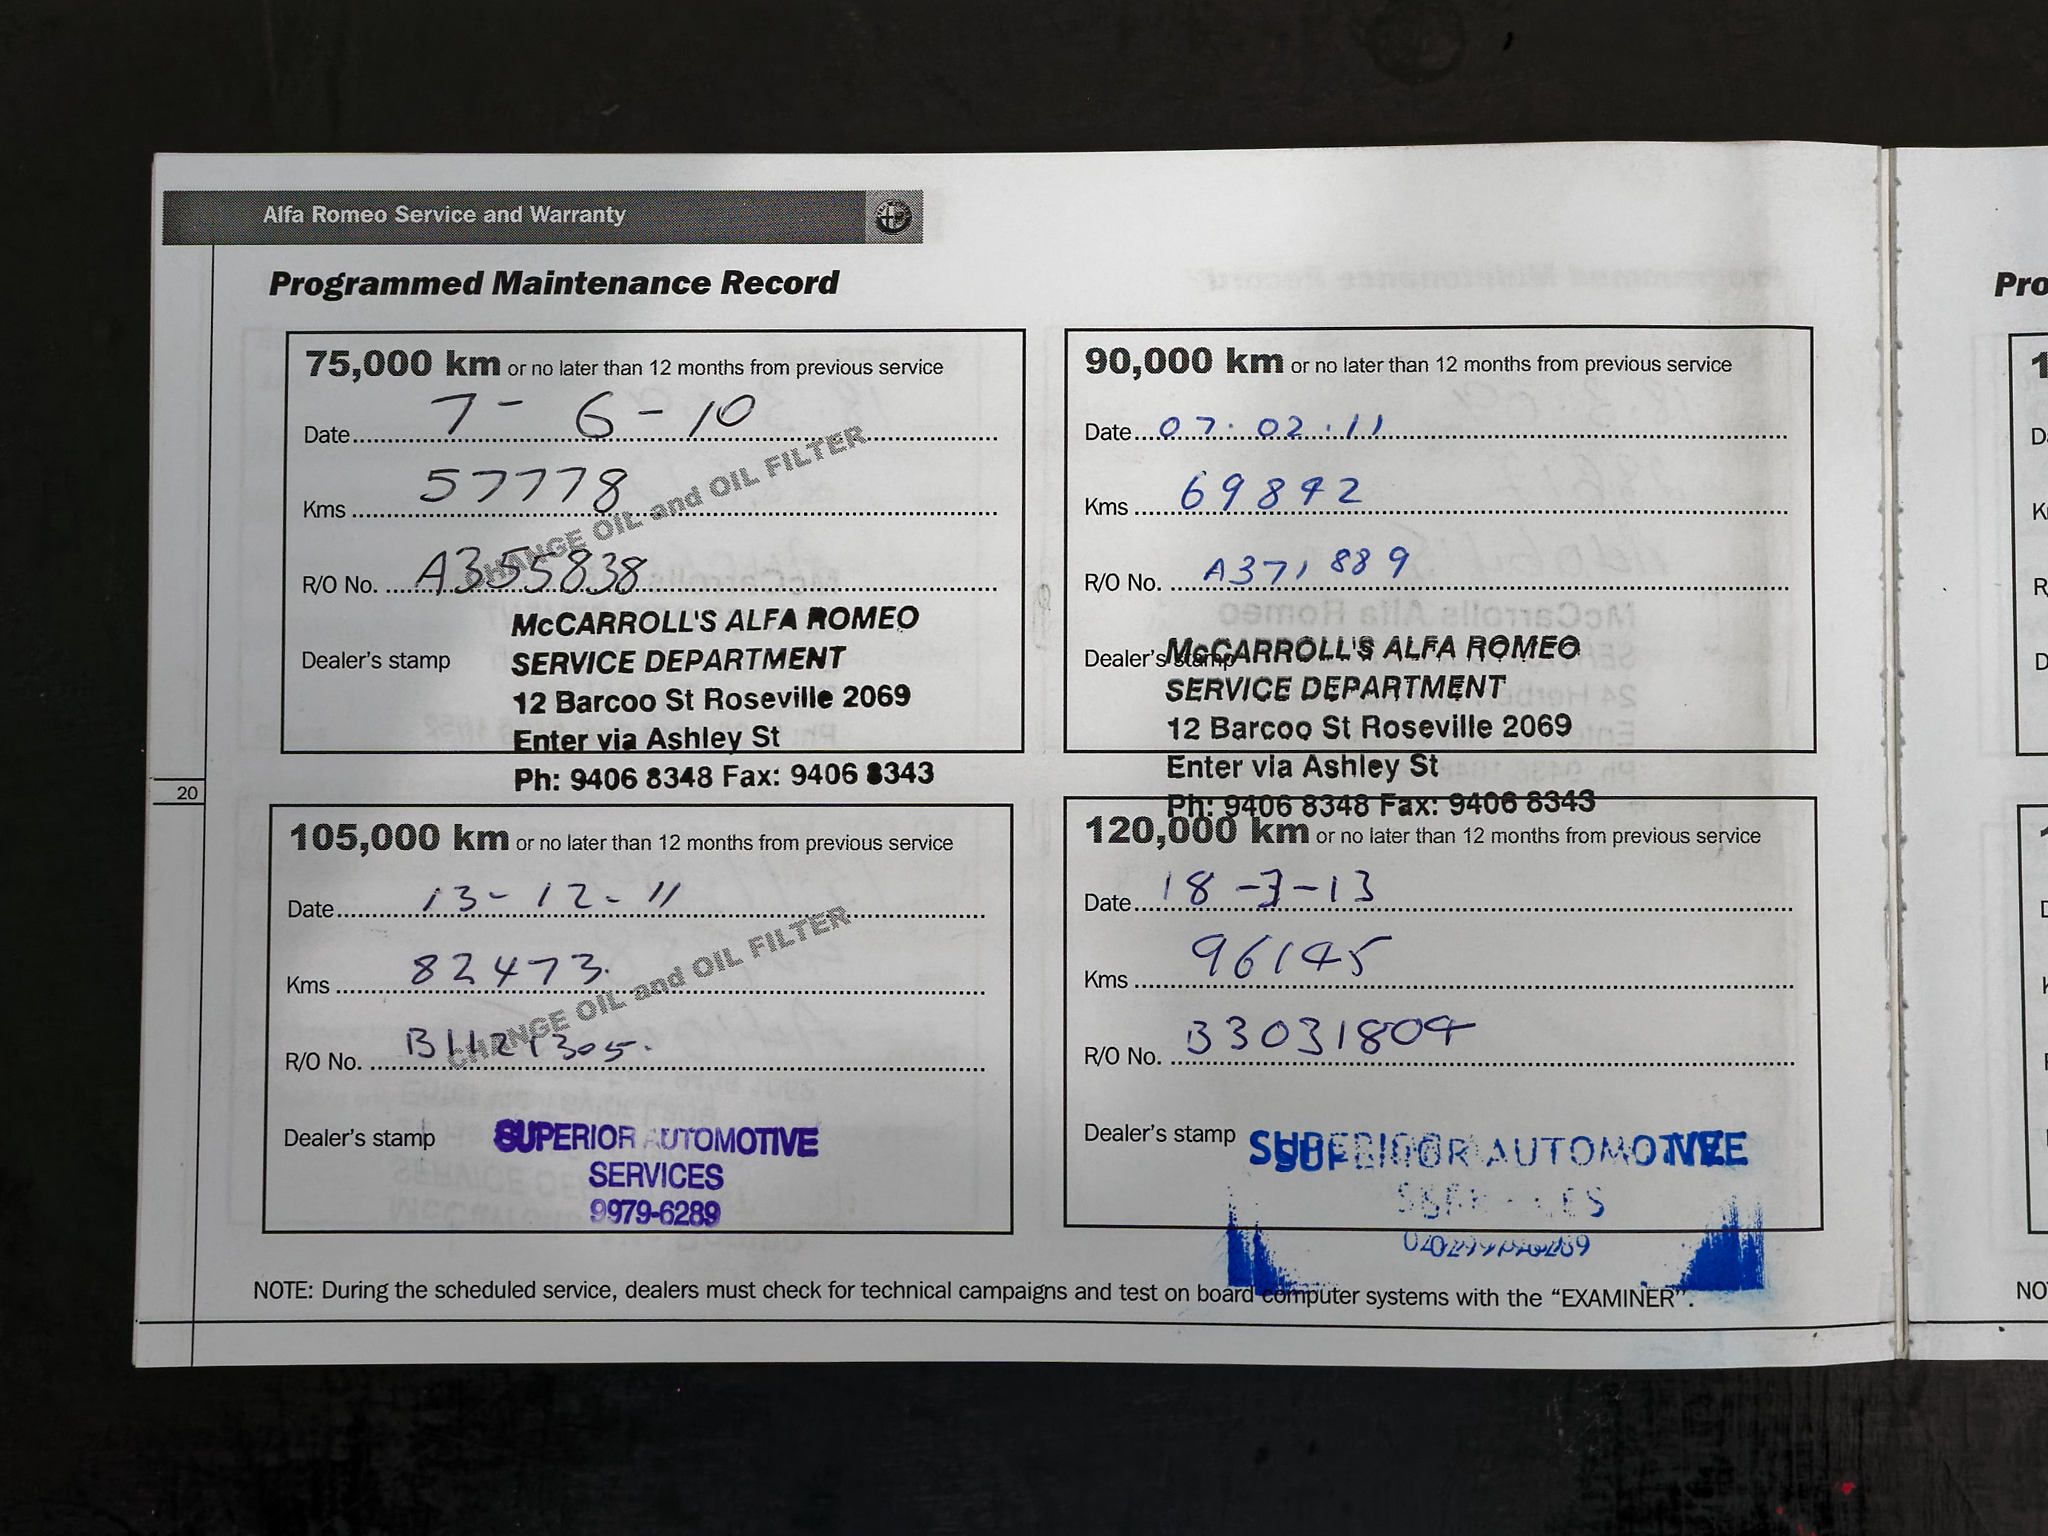 Alfa Romeo Service and Warranty
Programmed Maintenance Record
75,000 km or no later than 12 months from previous service
Date 7 - 6 - 10
Kms 57778
CHANGE OIL and OIL FILTER
R/O No. A355838
Dealer's stamp
McCARROLL'S ALFA ROMEO
SERVICE DEPARTMENT
12 Barcoo St Roseville 2069
Enter via Ashley St
Ph: 9406 8348 Fax: 9406 8343
90,000 km or no later than 12 months from previous service
Date 07.02.11
Kms 69842
R/O No. A371889
Dealer's stamp
McCARROLL'S ALFA ROMEO
SERVICE DEPARTMENT
12 Barcoo St Roseville 2069
Enter via Ashley St
Ph: 9406 8348 Fax: 9406 8343
20
105,000 km or no later than 12 months from previous service
Date 13-12-11
Kms 82473.
CHANGE OIL and OIL FILTER
R/O No.
Dealer's stamp
SUPERIOR AUTOMOTIVE
SERVICES
9979-6289
120,000 km or no later than 12 months from previous service
Date 18-3-13
Kms 96145
R/O No. B3031804
Dealer's stamp
SUPERIOR AUTOMOTIVE
SERVICES
NOTE: During the scheduled service, dealers must check for technical campaigns and test on board computer systems with the “EXAMINER”.
Pro
NO